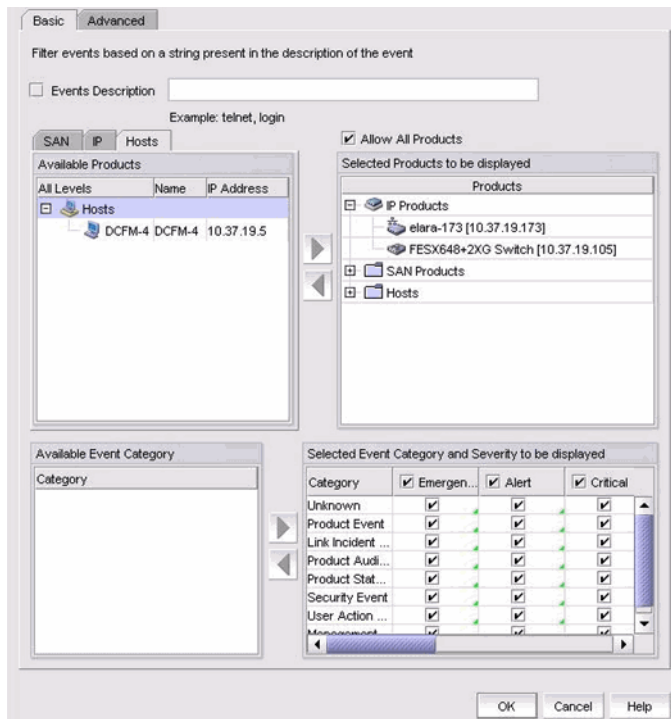 Basic Advanced
Filter events based on a string present in the description of the event
Events Description
Example: telnet, login
SAN IP Hosts
Allow All Products
Available Products
All Levels Name IP Address
Hosts
DCFM-4 DCFM-4 10.37.19.5
Selected Products to be displayed
Products
IP Products
elara-173 [10.37.19.173]
FESX648+2XG Switch [10.37.19.105]
SAN Products
Hosts
Available Event Category
Category
Selected Event Category and Severity to be displayed
Category Emergen... Alert Critical
Unknown
Product Event
Link Incident ...
Product Audi...
Product Stat...
Security Event
User Action ...
Management
OK Cancel Help